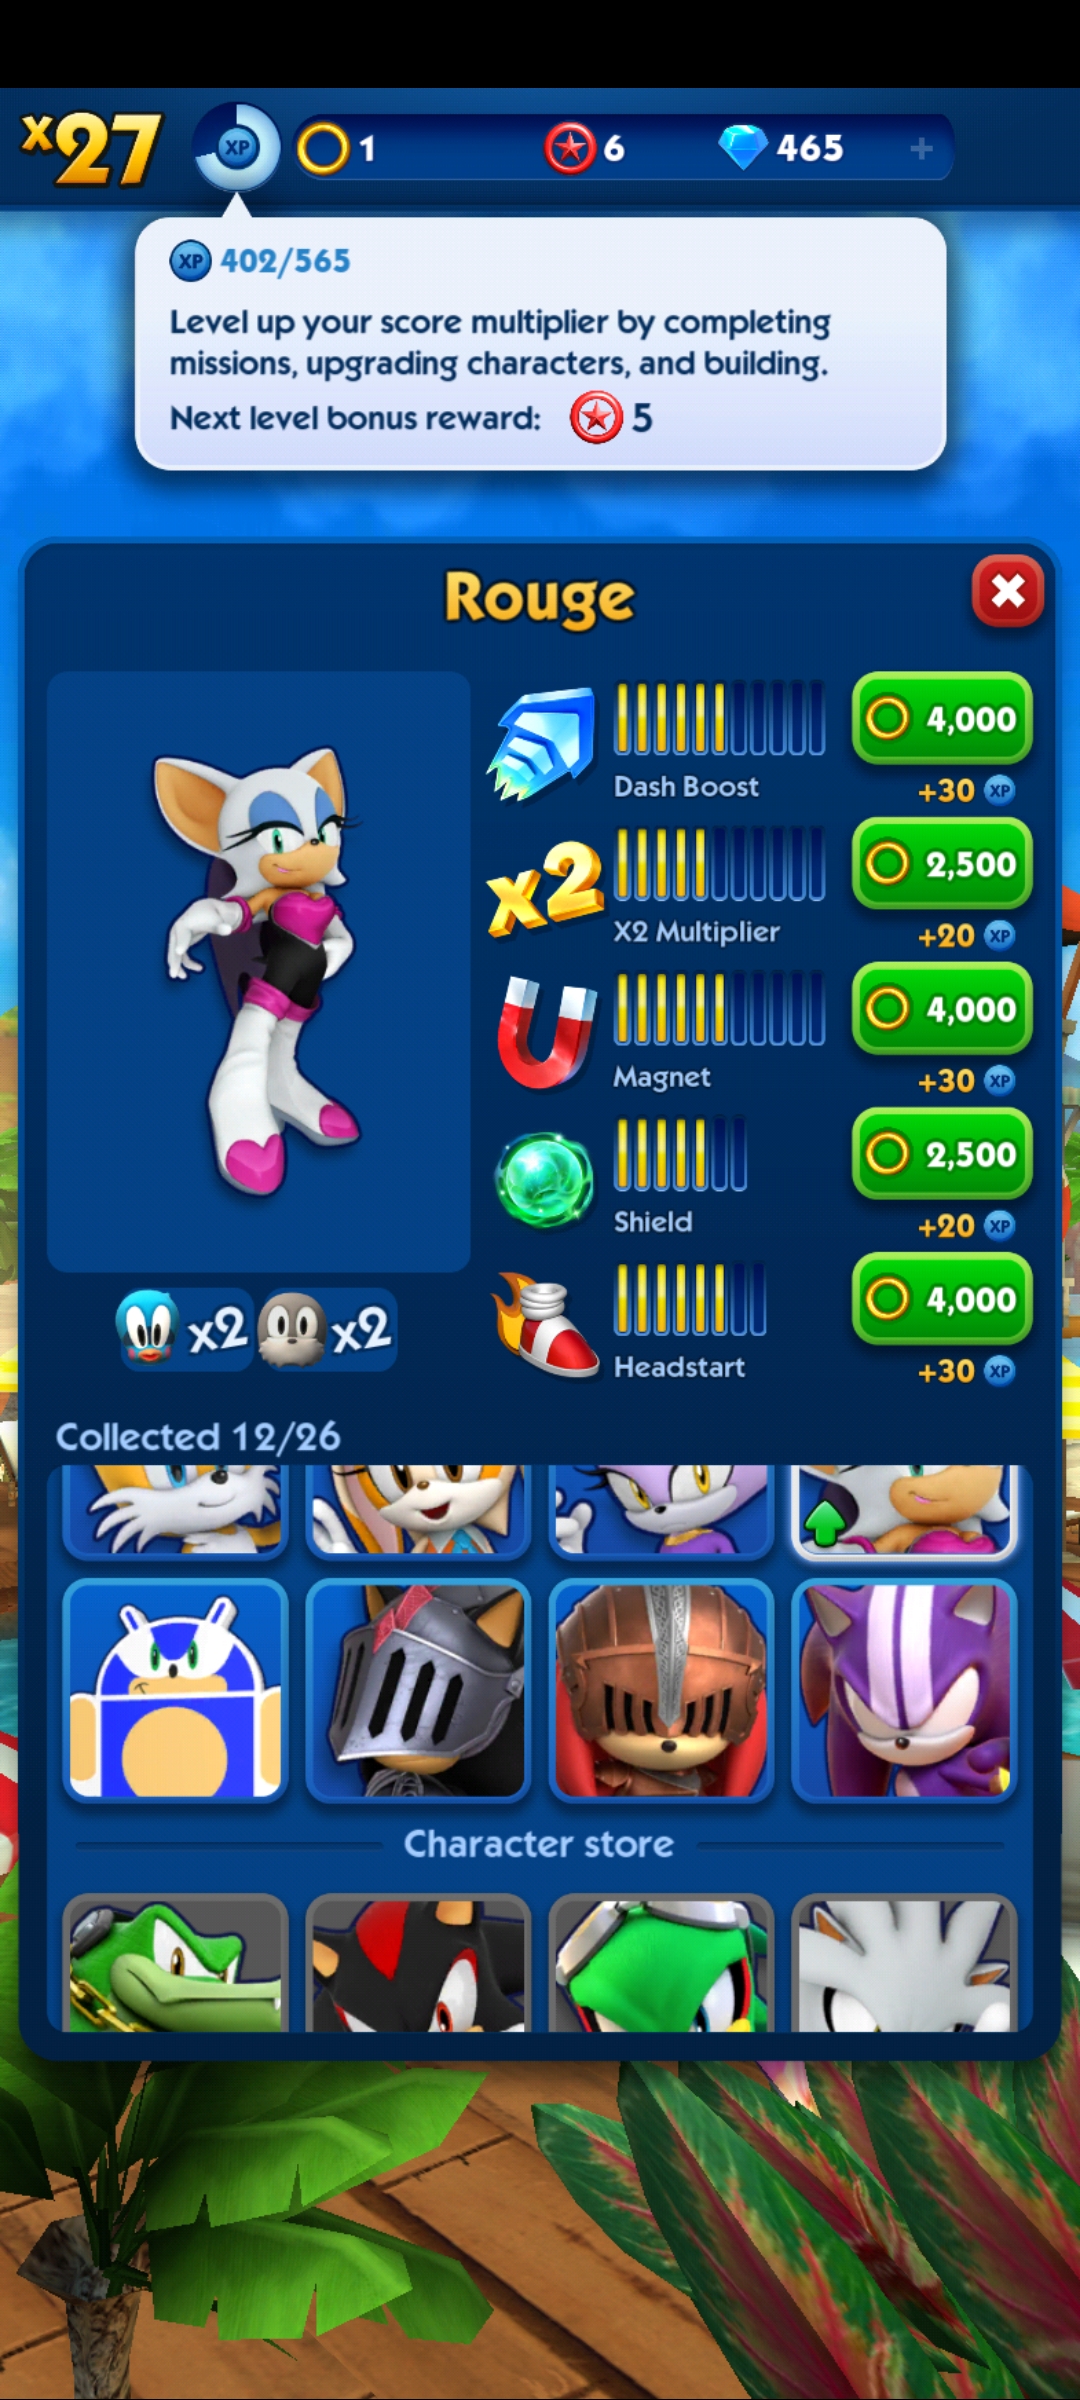 x27
XP
1
6
465
+
XP 402/565
Level up your score multiplier by completing
missions, upgrading characters, and building.
Next level bonus reward: 5
Rouge
4,000
Dash Boost
+30 XP
x2
2,500
X2 Multiplier
+20 XP
4,000
Magnet
+30 XP
2,500
Shield
+20 XP
4,000
Headstart
+30 XP
x2
x2
Collected 12/26
Character store